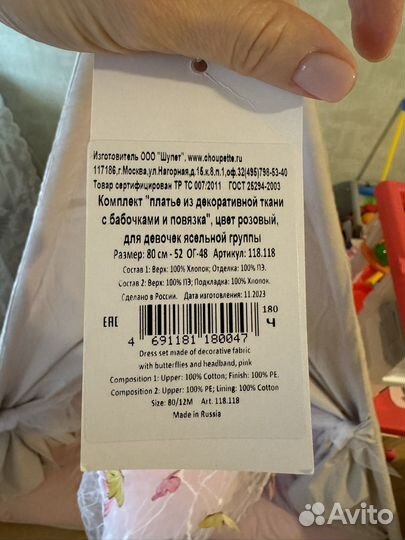 Изготовитель ООО "Шупет", www.choupette.ru
117186,г.Москва,ул.Нагорная,д.15,к.8,п.1,оф.32(495)798-53-40
Товар сертифицирован ТР ТС 007/2011 ГОСТ 25294-2003
Комплект "платье из декоративной ткани
с бабочками и повязка", цвет розовый,
для девочек ясельной группы
Размер: 80 см - 52 ОГ-48 Артикул: 118.118
Состав 1: Верх: 100% Хлопок; Отделка: 100% ПЭ.
Состав 2: Верх: 100% ПЭ; Подкладка: 100% Хлопок.
Сделано в России. Дата изготовления: 11.2023
EAC
180
Ч
4 691181 180047
Dress set made of decorative fabric
with butterflies and headband, pink
Composition 1: Upper: 100% Cotton; Finish: 100% PE.
Composition 2: Upper: 100% PE; Lining: 100% Cotton
Size: 80/12M Art. 118.118
Made in Russia
Avito